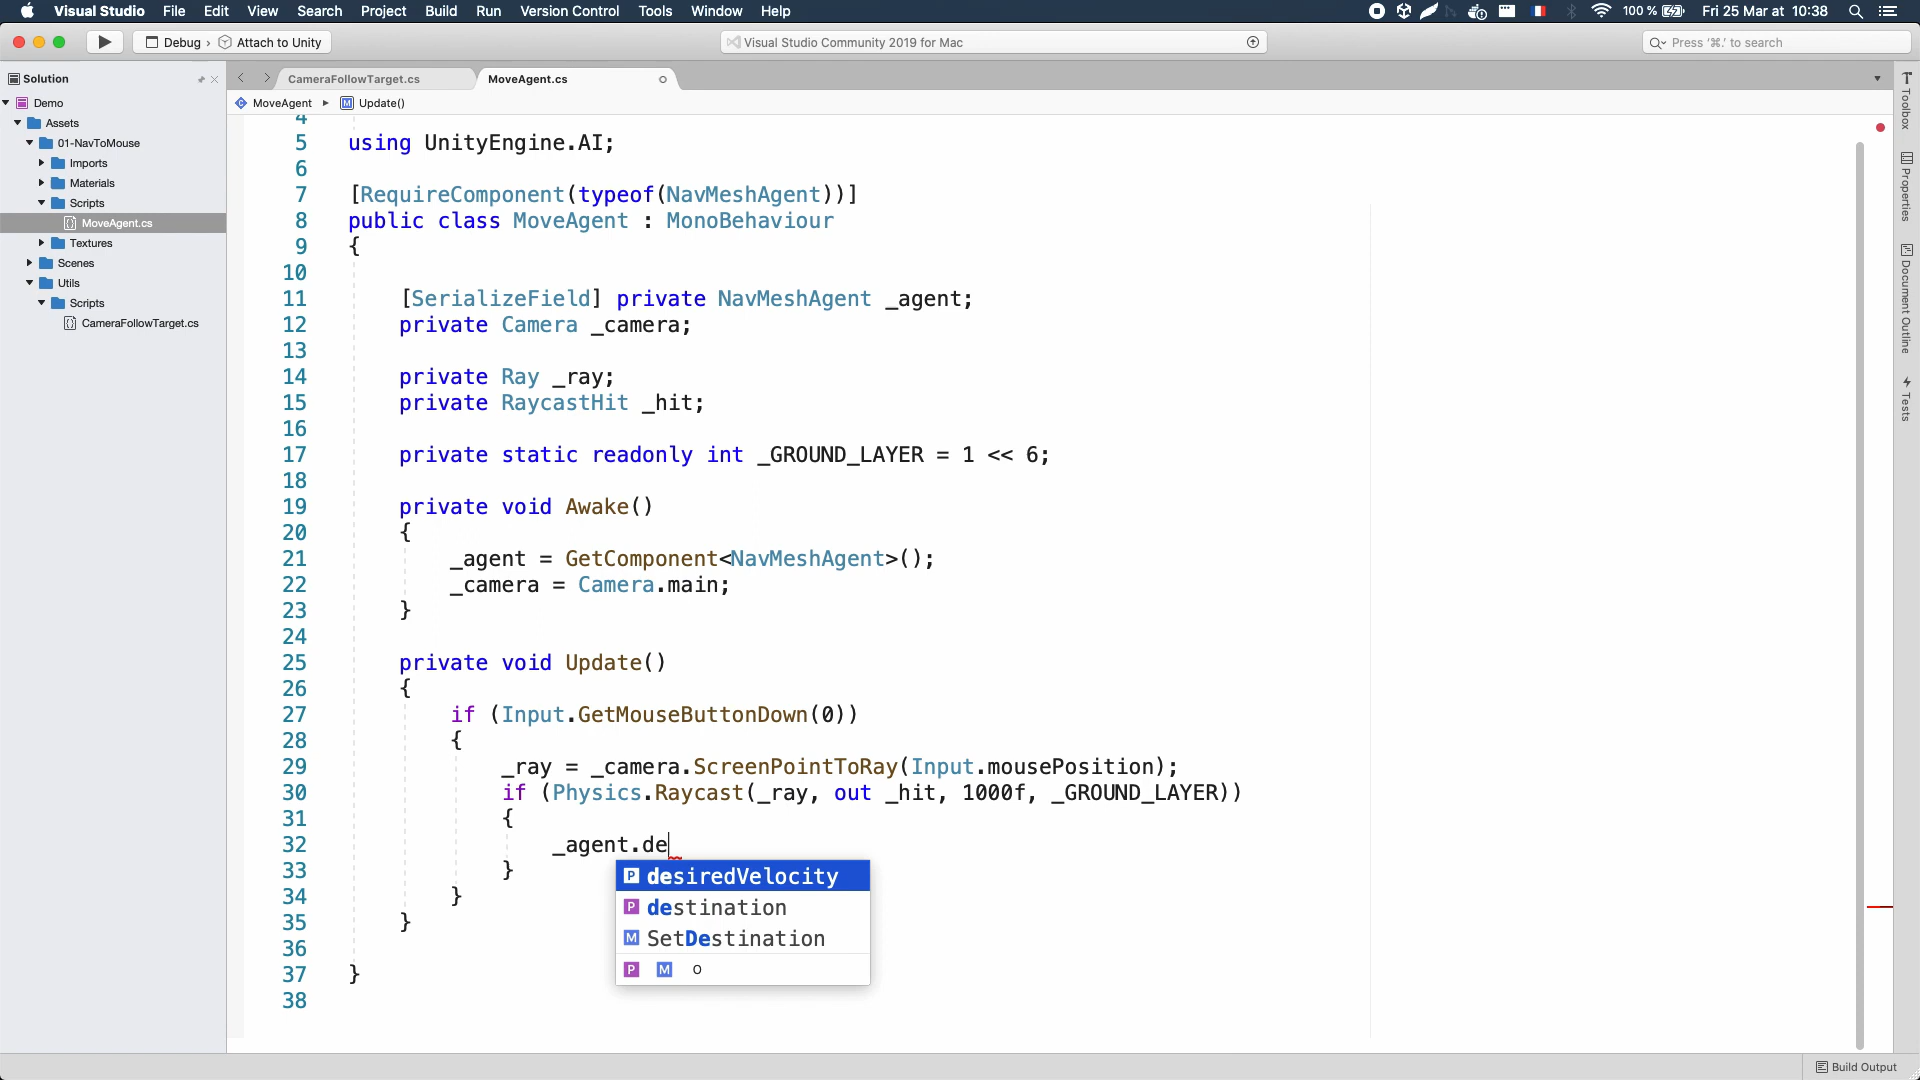 Visual Studio File Edit View Search Project Build Run Version Control Tools Window Help 100 % Fri 25 Mar at 10:38
Debug › Attach to Unity Visual Studio Community 2019 for Mac Press '⌘.' to search
Solution
Demo
Assets
01-NavToMouse
Imports
Materials
Scripts
MoveAgent.cs
Textures
Scenes
Utils
Scripts
CameraFollowTarget.cs
CameraFollowTarget.cs MoveAgent.cs
MoveAgent Update()
4
5 using UnityEngine.AI;
6
7 [RequireComponent(typeof(NavMeshAgent))]
8 public class MoveAgent : MonoBehaviour
9 {
10
11 [SerializeField] private NavMeshAgent _agent;
12 private Camera _camera;
13
14 private Ray _ray;
15 private RaycastHit _hit;
16
17 private static readonly int _GROUND_LAYER = 1 << 6;
18
19 private void Awake()
20 {
21 _agent = GetComponent<NavMeshAgent>();
22 _camera = Camera.main;
23 }
24
25 private void Update()
26 {
27 if (Input.GetMouseButtonDown(0))
28 {
29 _ray = _camera.ScreenPointToRay(Input.mousePosition);
30 if (Physics.Raycast(_ray, out _hit, 1000f, _GROUND_LAYER))
31 {
32 _agent.de
33 }
34 }
35 }
36
37 }
38
P desiredVelocity
P destination
M SetDestination
P M O
Toolbox
Properties
Document Outline
Tests
Build Output